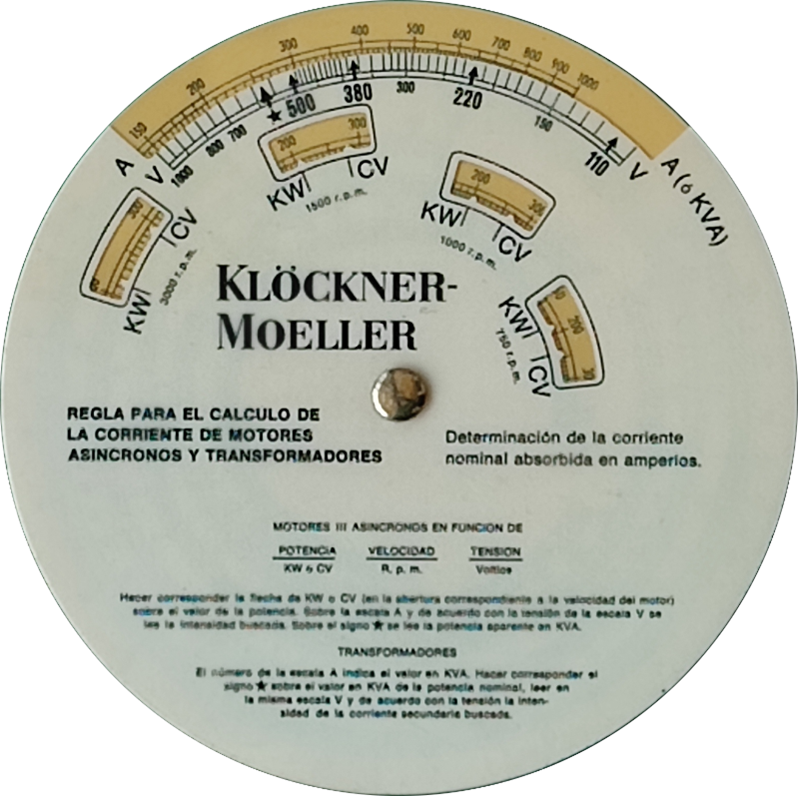 150 200 300 400 500 600 700 800 900 1000
A V 1000 800 700 ★ 500 380 300 220 150 110 V A (ó KVA)
200 300
KW CV
1500 r.p.m.
200 300
KW CV
1000 r.p.m.
300
KW CV
3000 r.p.m.
200
KW CV
750 r.p.m.
KLÖCKNER-
MOELLER
REGLA PARA EL CALCULO DE
LA CORRIENTE DE MOTORES
ASINCRONOS Y TRANSFORMADORES
Determinación de la corriente
nominal absorbida en amperios.
MOTORES III ASINCRONOS EN FUNCION DE
POTENCIA VELOCIDAD TENSION
KW ó CV R. p. m. Voltios
Hacer corresponder la flecha de KW o CV (en la abertura correspondiente a la velocidad del motor)
sobre el valor de la potencia. Sobre la escala A y de acuerdo con la tensión de la escala V se
lee la intensidad buscada. Sobre el signo ★ se lee la potencia aparente en KVA.
TRANSFORMADORES
El número de la escala A indica el valor en KVA. Hacer corresponder el
signo ★ sobre el valor en KVA de la potencia nominal, leer en
la misma escala V y de acuerdo con la tensión la inten-
sidad de la corriente secundaria buscada.